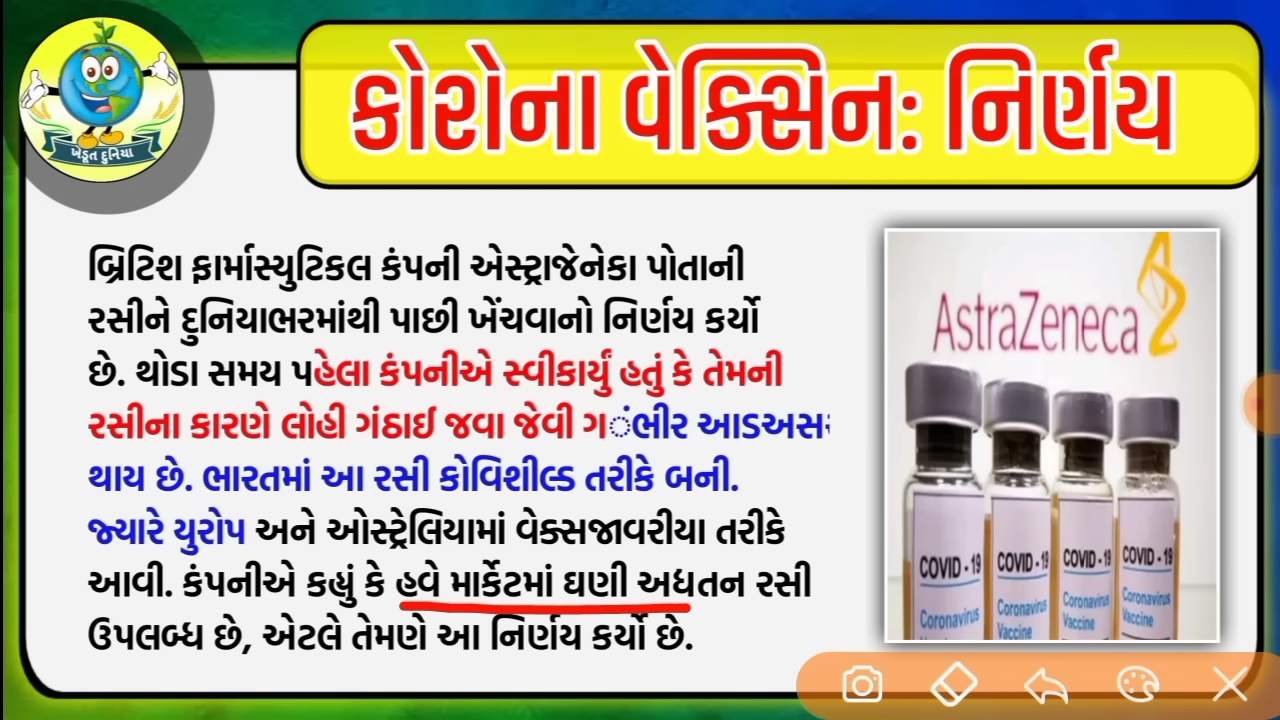 ખેડૂત દુનિયા
કોરોના વેક્સિન: નિર્ણય
બ્રિટિશ ફાર્માસ્યુટિકલ કંપની એસ્ટ્રાજેનેકા પોતાની
રસીને દુનિયાભરમાંથી પાછી ખેંચવાનો નિર્ણય કર્યો
છે. થોડા સમય પહેલા કંપનીએ સ્વીકાર્યું હતું કે તેમની
રસીના કારણે લોહી ગંઠાઈ જવા જેવી ગંભીર આડઅસર
થાય છે. ભારતમાં આ રસી કોવિશીલ્ડ તરીકે બની.
જ્યારે યુરોપ અને ઓસ્ટ્રેલિયામાં વેક્સજાવરીયા તરીકે
આવી. કંપનીએ કહ્યું કે હવે માર્કેટમાં ઘણી અદ્યતન રસી
ઉપલબ્ધ છે, એટલે તેમણે આ નિર્ણય કર્યો છે.
AstraZeneca
COVID - 19
Coronavirus
Vaccine
COVID - 19
Coronavirus
Vaccine
COVID - 19
Coronavirus
Vaccine
COVID - 19
Coronavirus
Vaccine